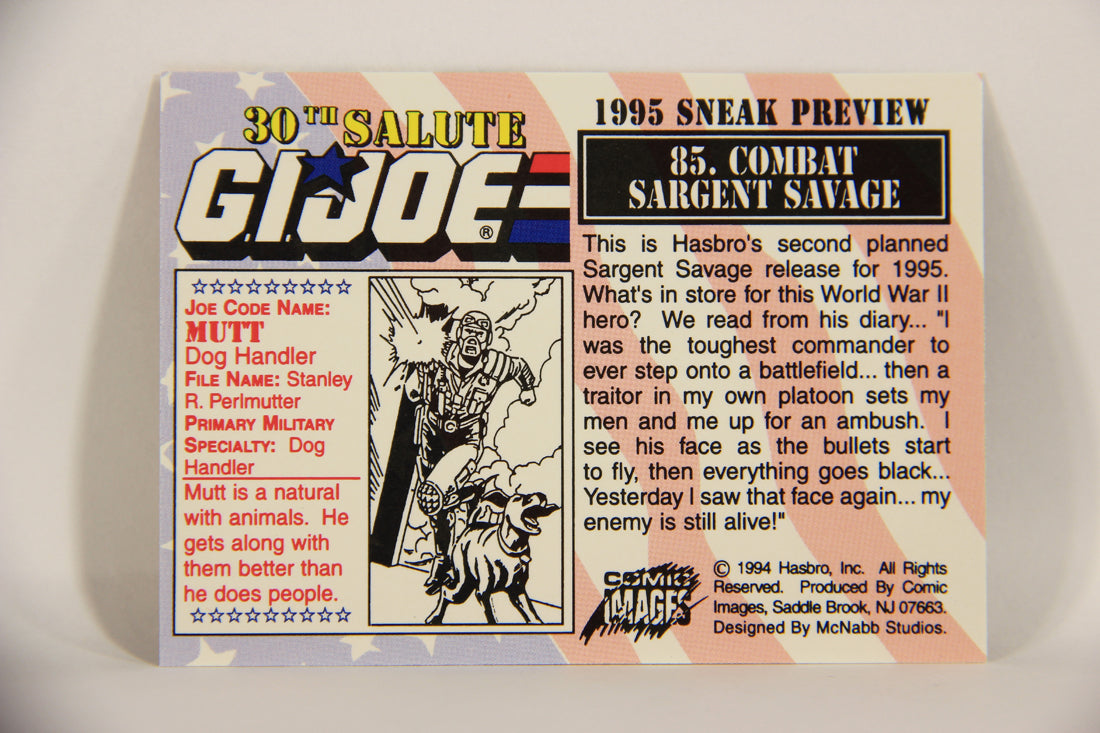 30TH SALUTE
G.I. JOE
®
☆☆☆☆☆☆☆☆☆
JOE CODE NAME:
MUTT
Dog Handler
FILE NAME: Stanley
R. Perlmutter
PRIMARY MILITARY
SPECIALTY: Dog
Handler
Mutt is a natural
with animals. He
gets along with
them better than
he does people.
☆☆☆☆☆☆☆☆☆
1995 SNEAK PREVIEW
85. COMBAT
SARGENT SAVAGE
This is Hasbro's second planned
Sargent Savage release for 1995.
What's in store for this World War II
hero? We read from his diary... "I
was the toughest commander to
ever step onto a battlefield... then a
traitor in my own platoon sets my
men and me up for an ambush. I
see his face as the bullets start
to fly, then everything goes black...
Yesterday I saw that face again... my
enemy is still alive!"
COMIC
IMAGES
© 1994 Hasbro, Inc. All Rights
Reserved. Produced By Comic
Images, Saddle Brook, NJ 07663.
Designed By McNabb Studios.